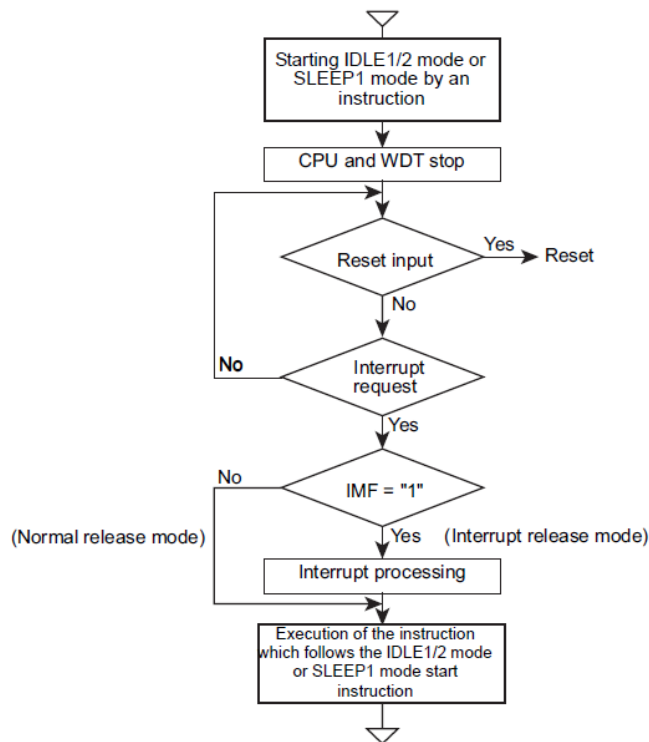 Starting IDLE1/2 mode or
SLEEP1 mode by an
instruction
CPU and WDT stop
Reset input
Yes
Reset
No
No
Interrupt
request
Yes
No
IMF = "1"
(Normal release mode)
Yes
(Interrupt release mode)
Interrupt processing
Execution of the instruction
which follows the IDLE1/2 mode
or SLEEP1 mode start
instruction